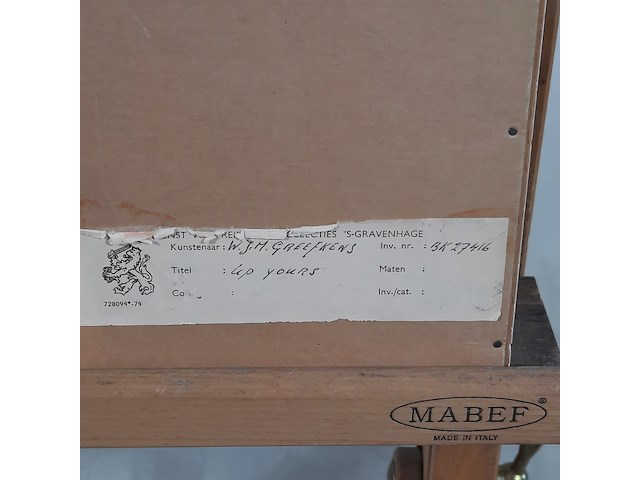 'S-GRAVENHAGE
Kunstenaar: W.J.H. GREEFKENS Inv. nr. : BK27416
Titel : up yours Maten :
: Inv./cat. :
728094*-79
MABEF®
MADE IN ITALY